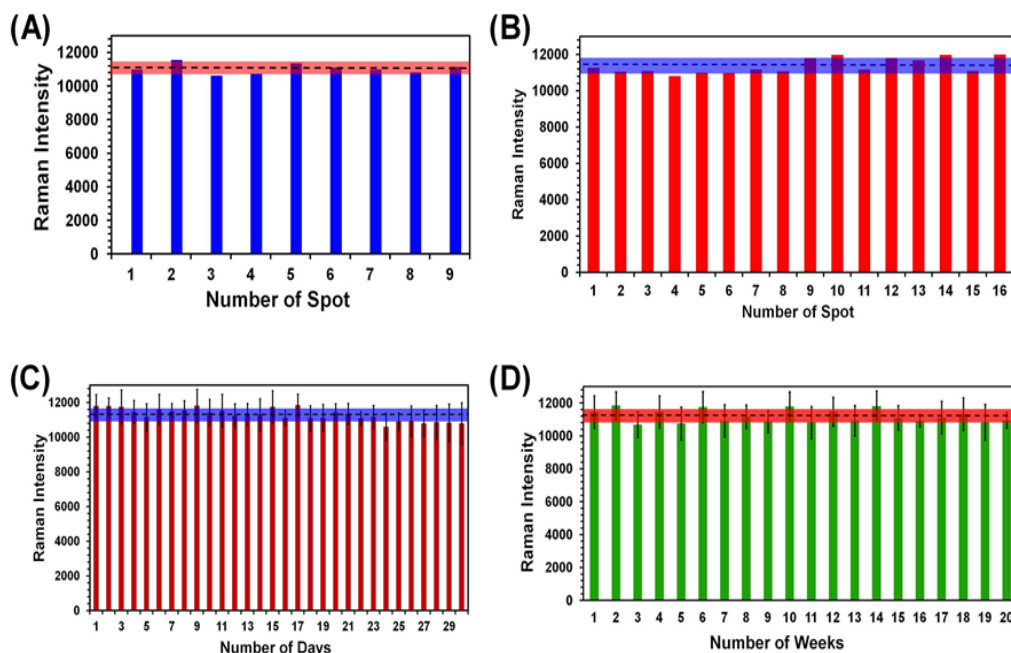 (A)
Raman Intensity
12000
10000
8000
6000
4000
2000
0
1 2 3 4 5 6 7 8 9
Number of Spot
(B)
Raman Intensity
12000
10000
8000
6000
4000
2000
0
1 2 3 4 5 6 7 8 9 10 11 12 13 14 15 16
Number of Spot
(C)
Raman Intensity
12000
10000
8000
6000
4000
2000
0
1 3 5 7 9 11 13 15 17 19 21 23 25 27 29
Number of Days
(D)
Raman Intensity
12000
10000
8000
6000
4000
2000
0
1 2 3 4 5 6 7 8 9 10 11 12 13 14 15 16 17 18 19 20
Number of Weeks